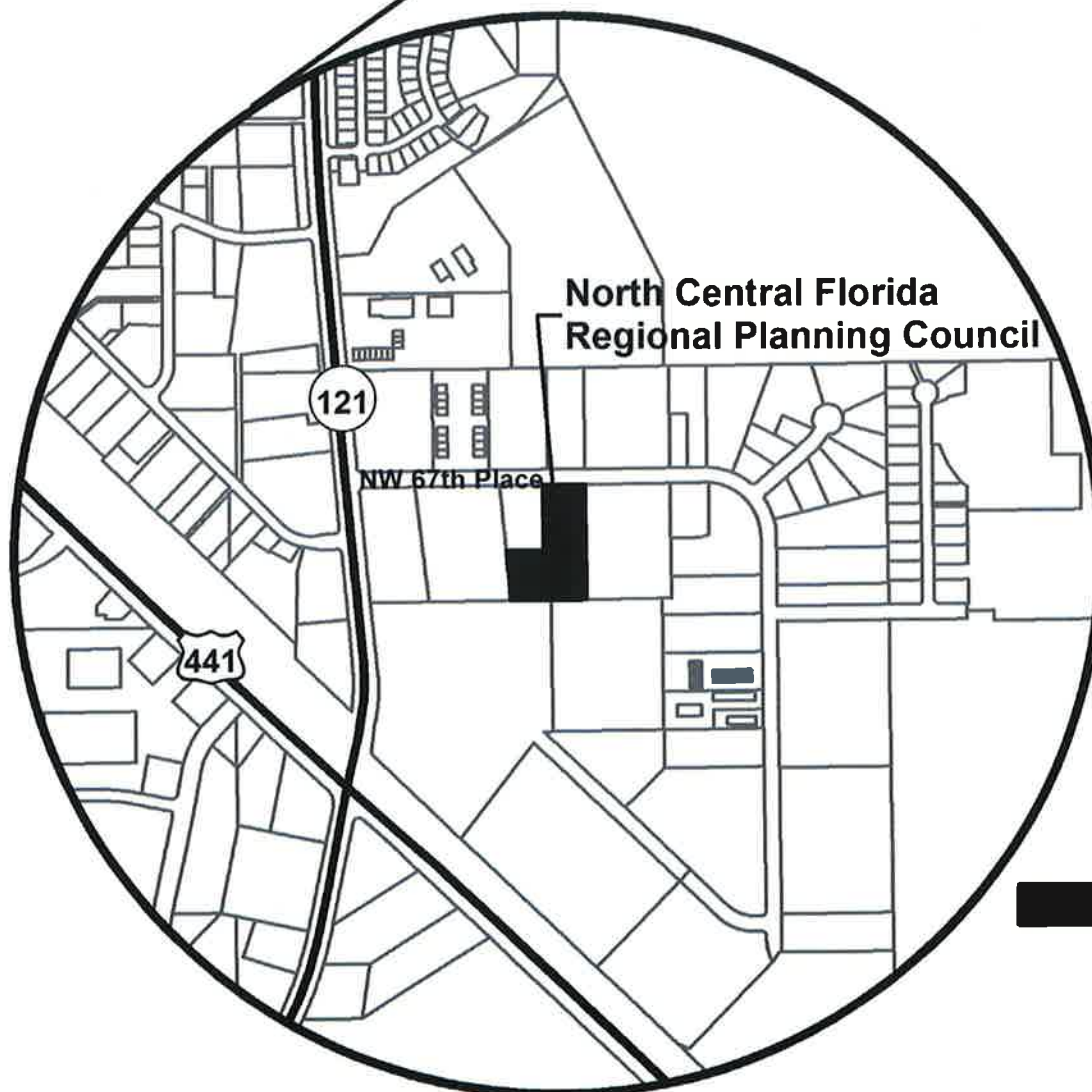 North Central Florida
Regional Planning Council
121
NW 67th Place
441